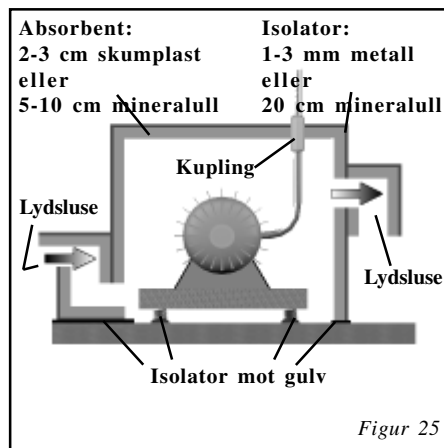 Absorbent:
2-3 cm skumplast
eller
5-10 cm mineralull
Isolator:
1-3 mm metall
eller
20 cm mineralull
Kupling
Lydsluse
Lydsluse
Isolator mot gulv
Figur 25